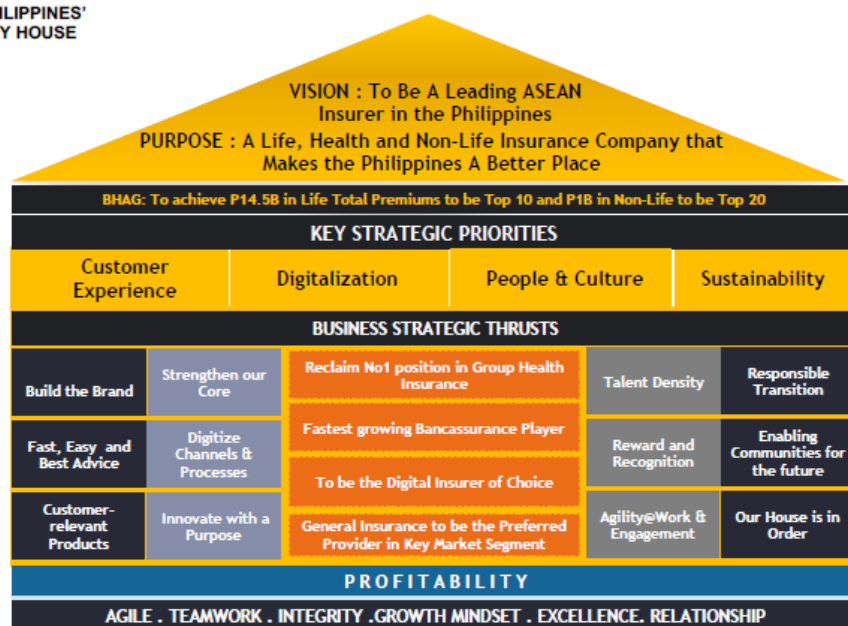 ILIPPINES'
Y HOUSE
VISION : To Be A Leading ASEAN
Insurer in the Philippines
PURPOSE : A Life, Health and Non-Life Insurance Company that
Makes the Philippines A Better Place
BHAG: To achieve P14.5B in Life Total Premiums to be Top 10 and P1B in Non-Life to be Top 20
KEY STRATEGIC PRIORITIES
Customer
Experience
Digitalization
People & Culture
Sustainability
BUSINESS STRATEGIC THRUSTS
Build the Brand
Fast, Easy and
Best Advice
Customer-
relevant
Products
Strengthen our
Core
Digitize
Channels &
Processes
Innovate with a
Purpose
Reclaim No1 position in Group Health
Insurance
Fastest growing Bancassurance Player
To be the Digital Insurer of Choice
General Insurance to be the Preferred
Provider in Key Market Segment
Talent Density
Reward and
Recognition
Agility@Work &
Engagement
Responsible
Transition
Enabling
Communities for
the future
Our House is in
Order
PROFITABILITY
AGILE . TEAMWORK . INTEGRITY .GROWTH MINDSET . EXCELLENCE. RELATIONSHIP